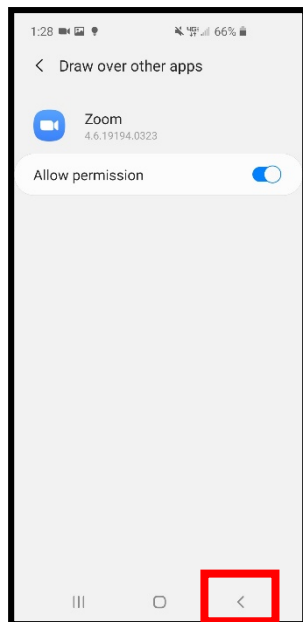 1:28 66%
Draw over other apps
Zoom
4.6.19194.0323
Allow permission